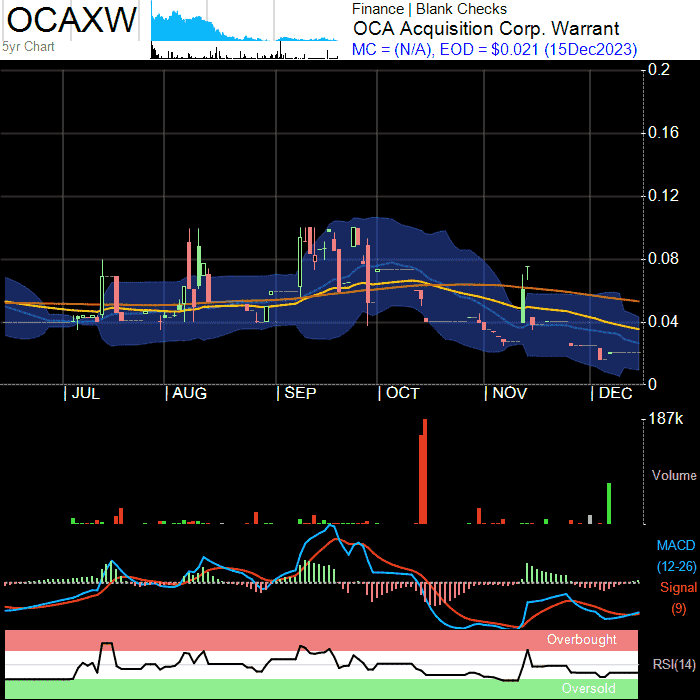 OCAXW
5yr Chart
Finance | Blank Checks
OCA Acquisition Corp. Warrant
MC = (N/A), EOD = $0.021 (15Dec2023)
0.2
0.16
0.12
0.08
0.04
0
| JUL | AUG | SEP | OCT | NOV | DEC
187k
Volume
MACD
(12-26)
Signal
(9)
Overbought
RSI(14)
Oversold